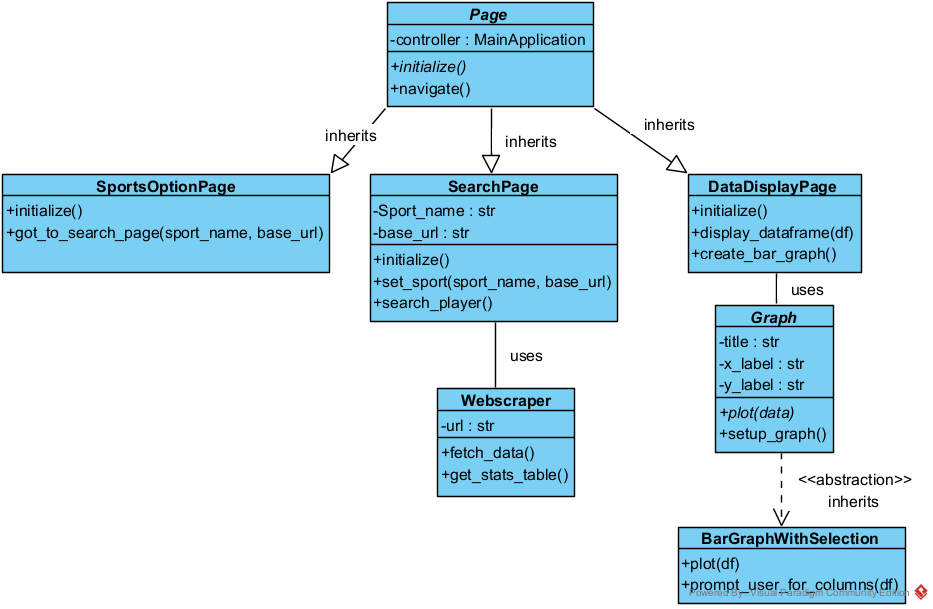 Page
-controller : MainApplication
+initialize()
+navigate()
inherits
inherits
inherits
SportsOptionPage
+initialize()
+got_to_search_page(sport_name, base_url)
SearchPage
-Sport_name : str
-base_url : str
+initialize()
+set_sport(sport_name, base_url)
+search_player()
DataDisplayPage
+initialize()
+display_dataframe(df)
+create_bar_graph()
uses
uses
Webscraper
-url : str
+fetch_data()
+get_stats_table()
Graph
-title : str
-x_label : str
-y_label : str
+plot(data)
+setup_graph()
<<abstraction>>
inherits
BarGraphWithSelection
+plot(df)
+prompt_user_for_columns(df)
Powered By: Visual Paradigm Community Edition